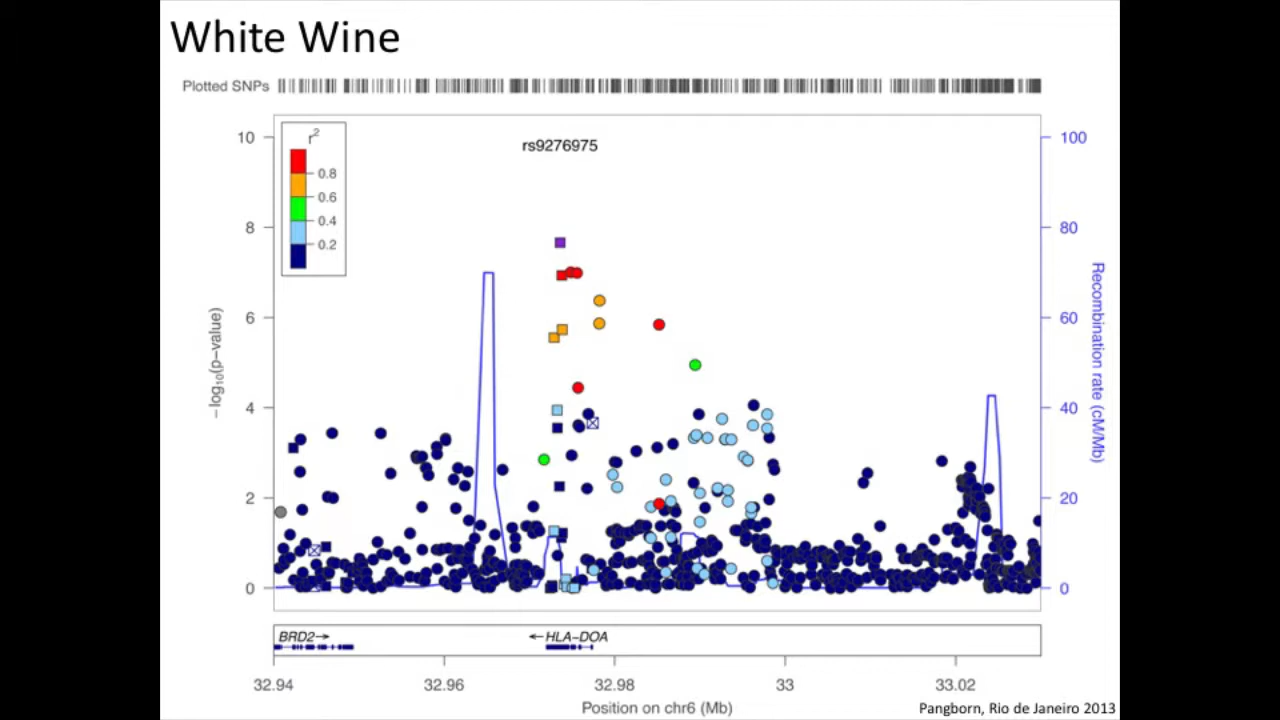 White Wine
Plotted SNPs
r2
0.8
0.6
0.4
0.2
rs9276975
10
8
6
4
2
0
−log10(p−value)
100
80
60
40
20
0
Recombination rate (cM/Mb)
BRD2→
←HLA−DOA
32.94 32.96 32.98 33 33.02
Position on chr6 (Mb)
Pangborn, Rio de Janeiro 2013